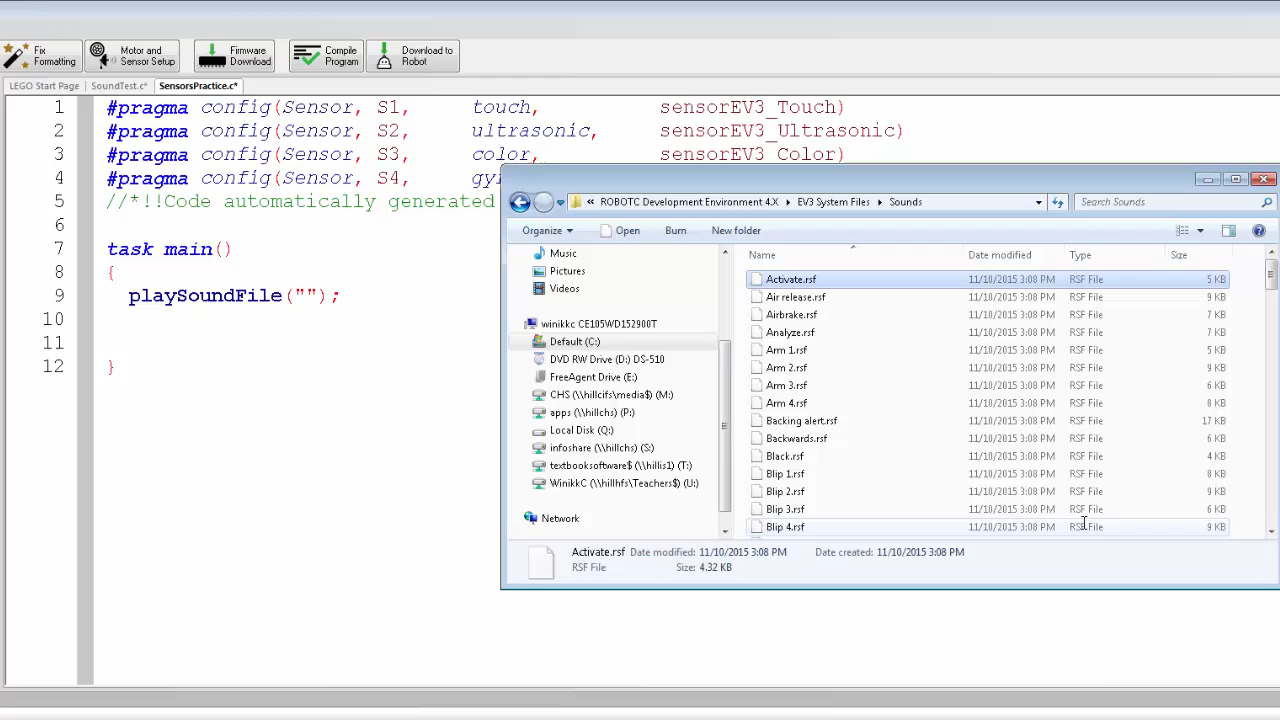 Fix Formatting
Motor and Sensor Setup
Firmware Download
Compile Program
Download to Robot
LEGO Start Page SoundTest.c* SensorsPractice.c*
1 #pragma config(Sensor, S1, touch, sensorEV3_Touch)
2 #pragma config(Sensor, S2, ultrasonic, sensorEV3_Ultrasonic)
3 #pragma config(Sensor, S3, color, sensorEV3_Color)
4 #pragma config(Sensor, S4,
5 //*!!Code automatically generated
6
7 task main()
8 {
9 playSoundFile("");
10
11
12 }
« ROBOTC Development Environment 4.X EV3 System Files Sounds
Search Sounds
Organize Open Burn New folder
Music
Pictures
Videos
winikkc CE105WD152900T
Default (C:)
DVD RW Drive (D:) DS-510
FreeAgent Drive (E:)
CHS (\\hillcifs\media$) (M:)
apps (\\hillchs) (P:)
Local Disk (Q:)
infoshare (\\hillchs) (S:)
textbooksoftware$ (\\hillis1) (T:)
WinikkC (\\hillhfs\Teachers$) (U:)
Network
Name Date modified Type Size
Activate.rsf 11/10/2015 3:08 PM RSF File 5 KB
Air release.rsf 11/10/2015 3:08 PM RSF File 9 KB
Airbrake.rsf 11/10/2015 3:08 PM RSF File 7 KB
Analyze.rsf 11/10/2015 3:08 PM RSF File 6 KB
Arm 1.rsf 11/10/2015 3:08 PM RSF File 5 KB
Arm 2.rsf 11/10/2015 3:08 PM RSF File 9 KB
Arm 3.rsf 11/10/2015 3:08 PM RSF File 6 KB
Arm 4.rsf 11/10/2015 3:08 PM RSF File 8 KB
Backing alert.rsf 11/10/2015 3:08 PM RSF File 17 KB
Backwards.rsf 11/10/2015 3:08 PM RSF File 6 KB
Black.rsf 11/10/2015 3:08 PM RSF File 4 KB
Blip 1.rsf 11/10/2015 3:08 PM RSF File 8 KB
Blip 2.rsf 11/10/2015 3:08 PM RSF File 9 KB
Blip 3.rsf 11/10/2015 3:08 PM RSF File 6 KB
Blip 4.rsf 11/10/2015 3:08 PM RSF File 9 KB
Activate.rsf Date modified: 11/10/2015 3:08 PM Date created: 11/10/2015 3:08 PM
RSF File Size: 4.32 KB